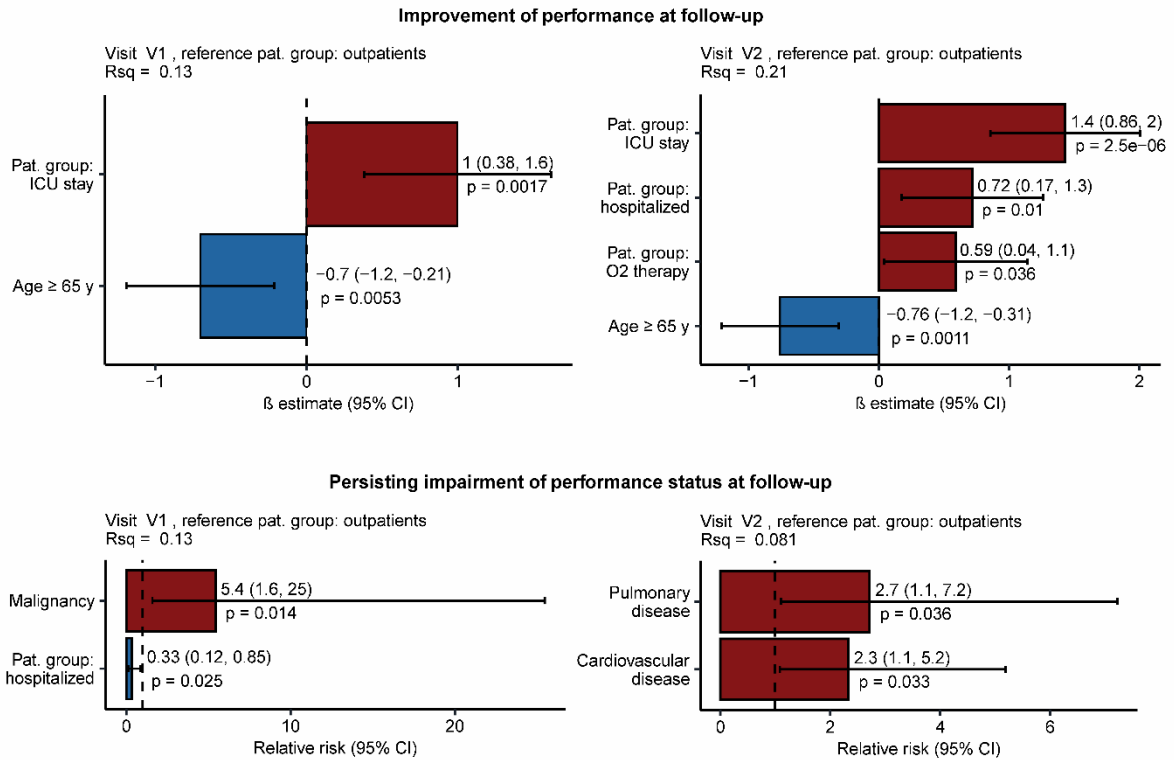 Improvement of performance at follow-up
Visit V1 , reference pat. group: outpatients
Rsq = 0.13
Pat. group:
ICU stay
1 (0.38, 1.6)
p = 0.0017
Age ≥ 65 y
−0.7 (−1.2, −0.21)
p = 0.0053
−1
0
1
ß estimate (95% CI)
Visit V2 , reference pat. group: outpatients
Rsq = 0.21
Pat. group:
ICU stay
1.4 (0.86, 2)
p = 2.5e−06
Pat. group:
hospitalized
0.72 (0.17, 1.3)
p = 0.01
Pat. group:
O2 therapy
0.59 (0.04, 1.1)
p = 0.036
Age ≥ 65 y
−0.76 (−1.2, −0.31)
p = 0.0011
−1
0
1
2
ß estimate (95% CI)
Persisting impairment of performance status at follow-up
Visit V1 , reference pat. group: outpatients
Rsq = 0.13
Malignancy
5.4 (1.6, 25)
p = 0.014
Pat. group:
hospitalized
0.33 (0.12, 0.85)
p = 0.025
0
10
20
Relative risk (95% CI)
Visit V2 , reference pat. group: outpatients
Rsq = 0.081
Pulmonary
disease
2.7 (1.1, 7.2)
p = 0.036
Cardiovascular
disease
2.3 (1.1, 5.2)
p = 0.033
0
2
4
6
Relative risk (95% CI)